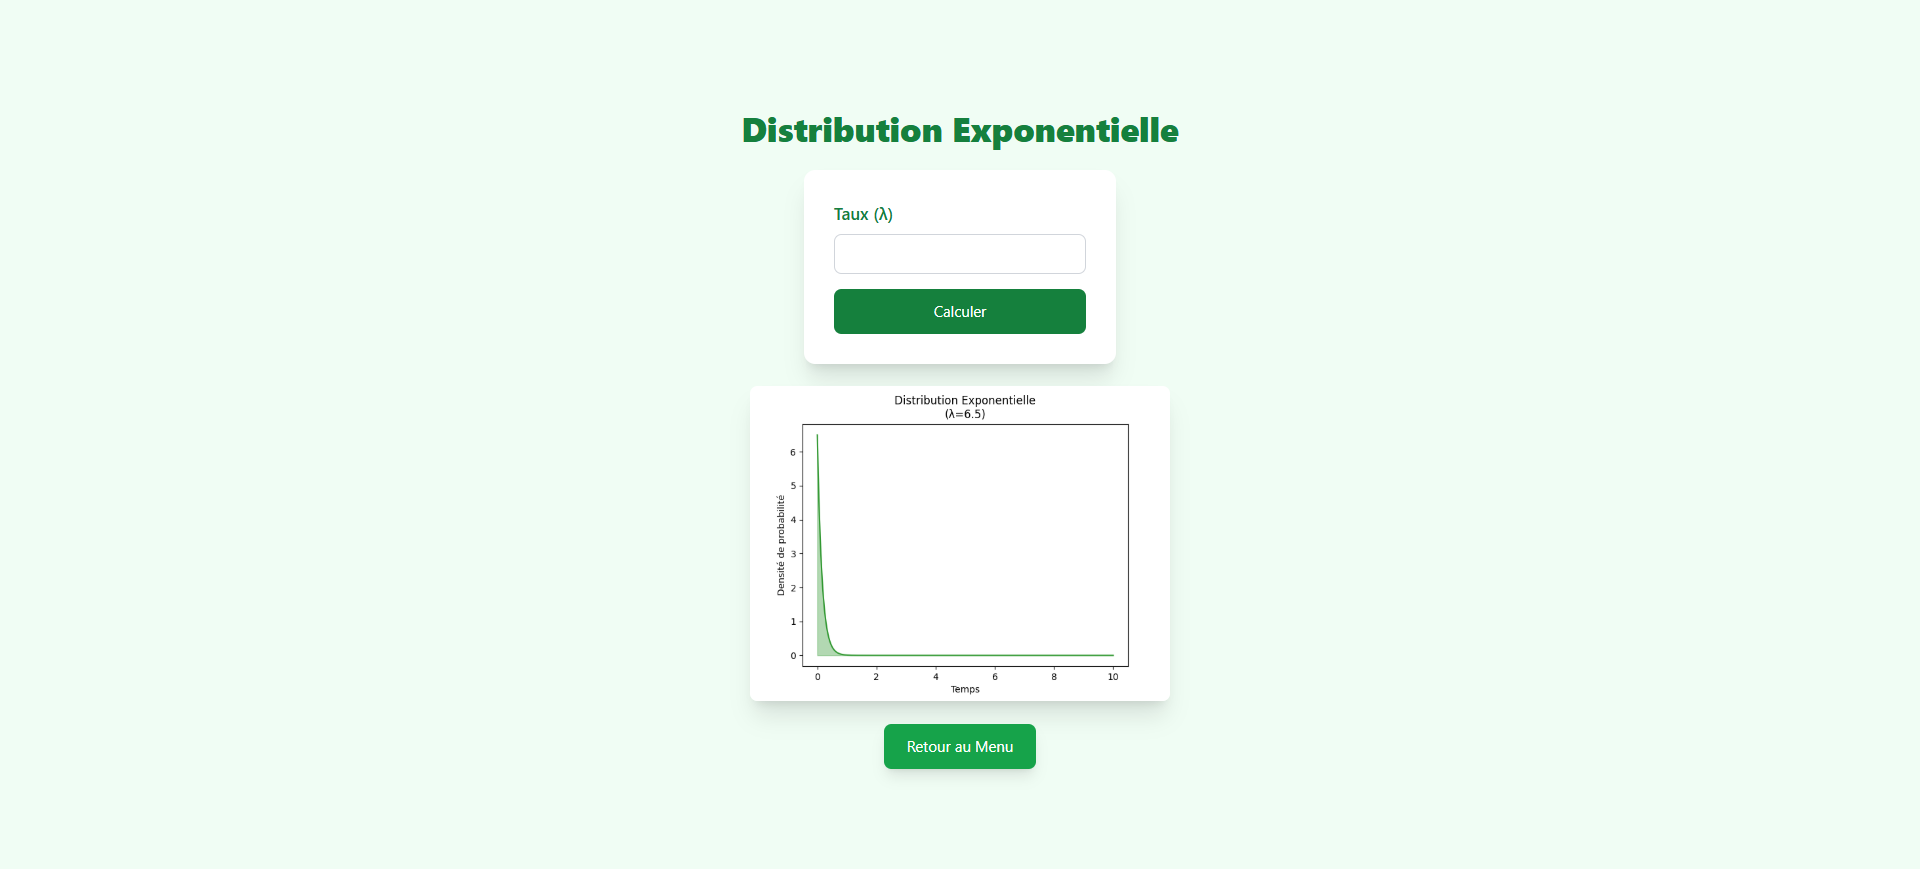 Distribution Exponentielle
Taux (λ)
Calculer
Distribution Exponentielle
(λ=6.5)
6
5
4
3
2
1
0
Densité de probabilité
0 2 4 6 8 10
Temps
Retour au Menu